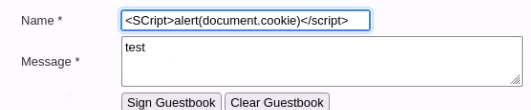 Name * <SCript>alert(document.cookie)</script>
test
Message *
Sign Guestbook Clear Guestbook